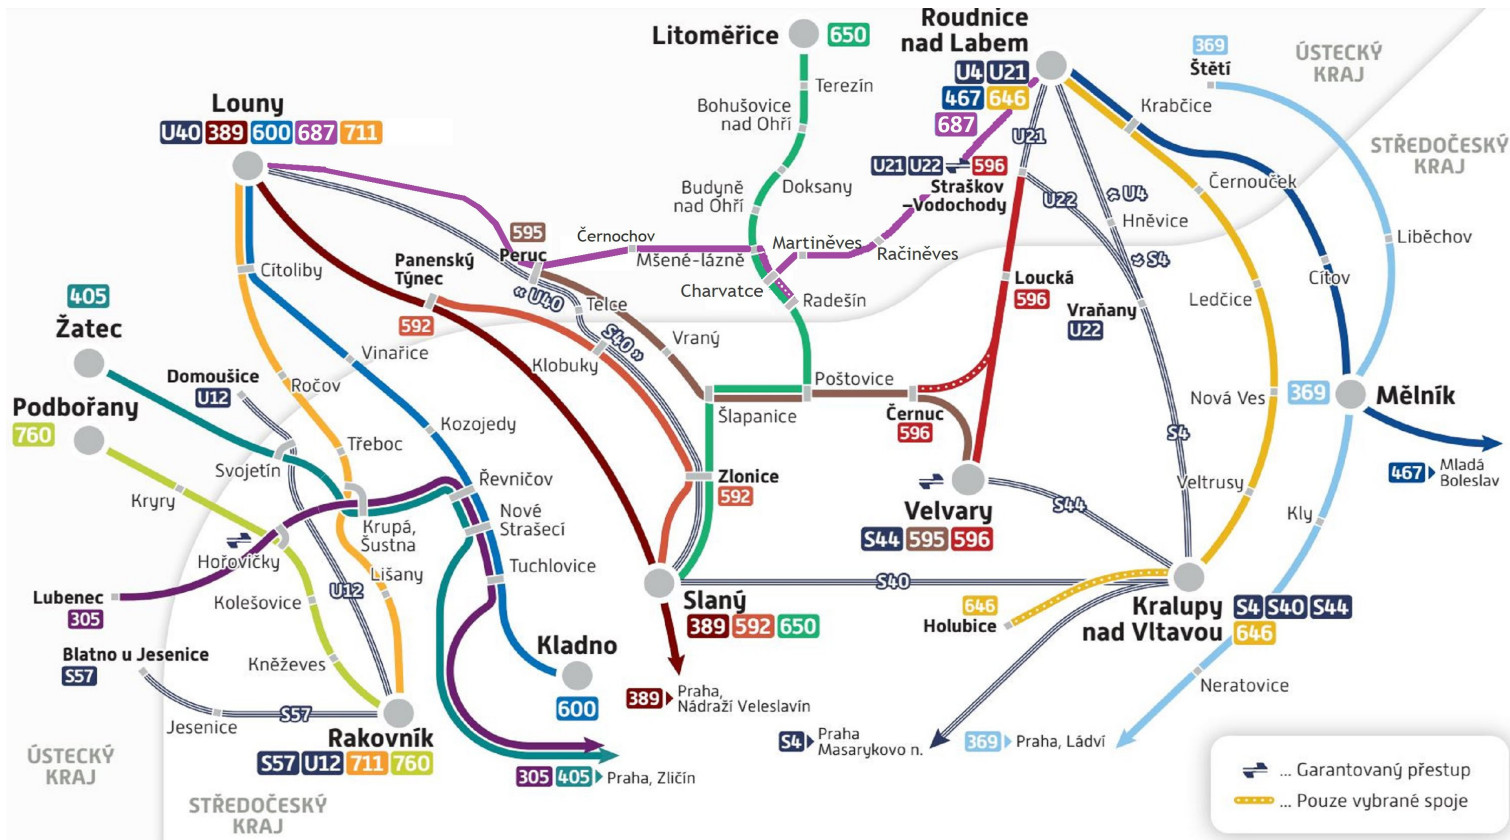 Litoměřice 650
Terezín
Bohušovice
nad Ohří
Doksany
Budyně
nad Ohří
Roudnice
nad Labem
U4 U21
467 646
687
369
Štětí
ÚSTECKÝ
KRAJ
STŘEDOČESKÝ
KRAJ
Krabčice
Louny
U40 389 600 687 711
U21
U21 U22 596
Straškov
–Vodochody
U22
U4
Hněvice
S4
Černouček
Liběchov
Cítov
Ledčice
595
Peruc
Černochov
Mšené-lázně
Martiněves
Račiněves
Charvatce
Radešín
Loucká
596
Vraňany
U22
Panenský
Týnec
592
« U40
Telce
S40 »
Vraný
Klobuky
Cítoliby
405
Žatec
Vinařice
Domoušice
U12
Ročov
Podbořany
760
Kozojedy
Třeboc
Svojetín
Kryry
Řevničov
Nové
Strašecí
Krupá,
Šustna
Tuchlovice
Hořovičky
Lišany
U12
Kolešovice
Lubenec
305
Kněževes
Blatno u Jesenice
S57
Jesenice
S57
Rakovník
S57 U12 711 760
Kladno
600
305 405 Praha, Zličín
Šlapanice
Poštovice
Černuc
596
Zlonice
592
Velvary
S44 595 596
S44
S4
Nová Ves
Veltrusy
369 Mělník
467 Mladá
Boleslav
Kly
Slaný
389 592 650
S40
646
Holubice
Kralupy
nad Vltavou
S4 S40 S44
646
Neratovice
389 Praha,
Nádraží Veleslavín
S4 Praha
Masarykovo n.
369 Praha, Ládví
ÚSTECKÝ
KRAJ
STŘEDOČESKÝ
KRAJ
... Garantovaný přestup
... Pouze vybrané spoje